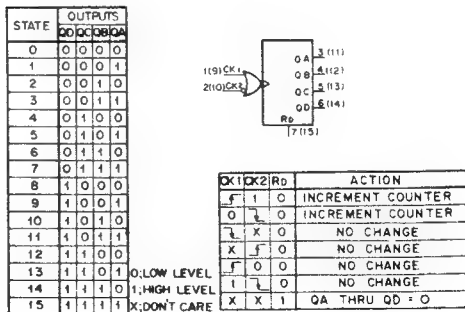 STATE OUTPUTS
QD QC QB QA
0 0 0 0 0
1 0 0 0 1
2 0 0 1 0
3 0 0 1 1
4 0 1 0 0
5 0 1 0 1
6 0 1 1 0
7 0 1 1 1
8 1 0 0 0
9 1 0 0 1
10 1 0 1 0
11 1 0 1 1
12 1 1 0 0
13 1 1 0 1
14 1 1 1 0
15 1 1 1 1
0;LOW LEVEL
1;HIGH LEVEL
X;DON'T CARE
1(9) CK1
2(10) CK2
QA 3 (11)
QB 4 (12)
QC 5 (13)
QD 6 (14)
RD
7 (15)
CK1 CK2 RD ACTION
1 0 INCREMENT COUNTER
0 0 INCREMENT COUNTER
X 0 NO CHANGE
X 0 NO CHANGE
0 0 NO CHANGE
1 0 NO CHANGE
X X 1 QA THRU QD = 0